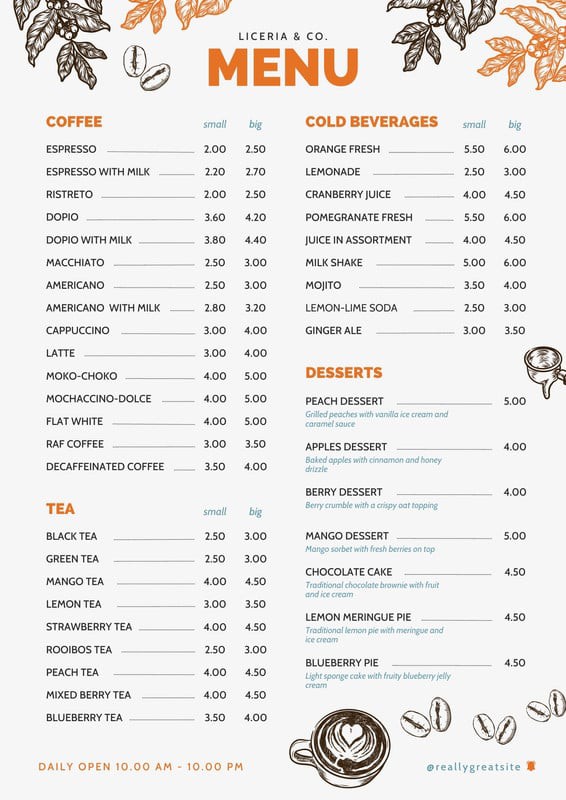 LICERIA & CO.
MENU
COFFEE small big
ESPRESSO 2.00 2.50
ESPRESSO WITH MILK 2.20 2.70
RISTRETO 2.00 2.50
DOPIO 3.60 4.20
DOPIO WITH MILK 3.80 4.40
MACCHIATO 2.50 3.00
AMERICANO 2.50 3.00
AMERICANO WITH MILK 2.80 3.20
CAPPUCCINO 3.00 4.00
LATTE 3.00 4.00
MOKO-CHOKO 4.00 5.00
MOCHACCINO-DOLCE 4.00 5.00
FLAT WHITE 4.00 5.00
RAF COFFEE 3.00 3.50
DECAFFEINATED COFFEE 3.50 4.00
TEA small big
BLACK TEA 2.50 3.00
GREEN TEA 2.50 3.00
MANGO TEA 4.00 4.50
LEMON TEA 3.00 3.50
STRAWBERRY TEA 4.00 4.50
ROOIBOS TEA 2.50 3.00
PEACH TEA 4.00 4.50
MIXED BERRY TEA 4.00 4.50
BLUEBERRY TEA 3.50 4.00
COLD BEVERAGES small big
ORANGE FRESH 5.50 6.00
LEMONADE 2.50 3.00
CRANBERRY JUICE 4.00 4.50
POMEGRANATE FRESH 5.50 6.00
JUICE IN ASSORTMENT 4.00 4.50
MILK SHAKE 5.00 6.00
MOJITO 3.50 4.00
LEMON-LIME SODA 2.50 3.00
GINGER ALE 3.00 3.50
DESSERTS
PEACH DESSERT 5.00
Grilled peaches with vanilla ice cream and
caramel sauce
APPLES DESSERT 4.00
Baked apples with cinnamon and honey
drizzle
BERRY DESSERT 4.00
Berry crumble with a crispy oat topping
MANGO DESSERT 5.00
Mango sorbet with fresh berries on top
CHOCOLATE CAKE 4.50
Traditional chocolate brownie with fruit
and ice cream
LEMON MERINGUE PIE 4.50
Traditional lemon pie with meringue and
ice cream
BLUEBERRY PIE 4.50
Light sponge cake with fruity blueberry jelly
cream
DAILY OPEN 10.00 AM - 10.00 PM
@reallygreatsite